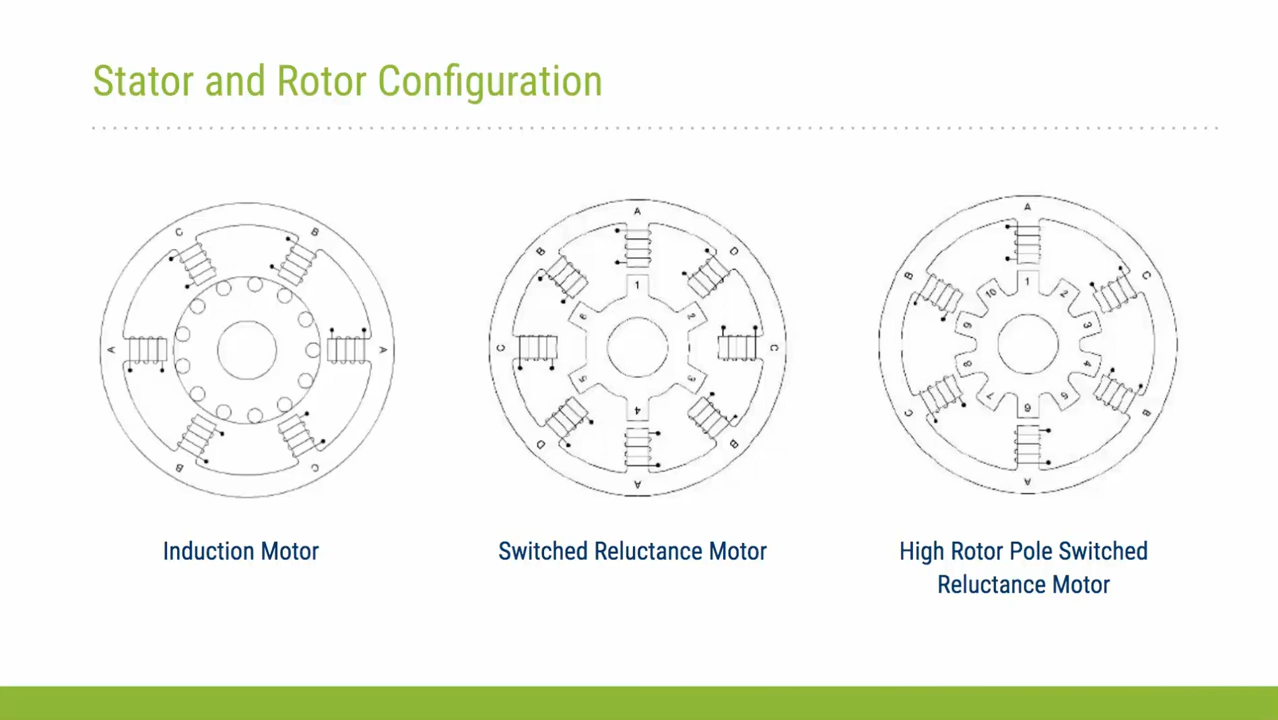 Stator and Rotor Configuration
C
B
A
A
B
C
A
B
D
C
C
D
B
A
1
2
3
4
5
6
A
B
C
C
B
A
1
2
3
4
5
6
7
8
9
10
Induction Motor
Switched Reluctance Motor
High Rotor Pole Switched
Reluctance Motor